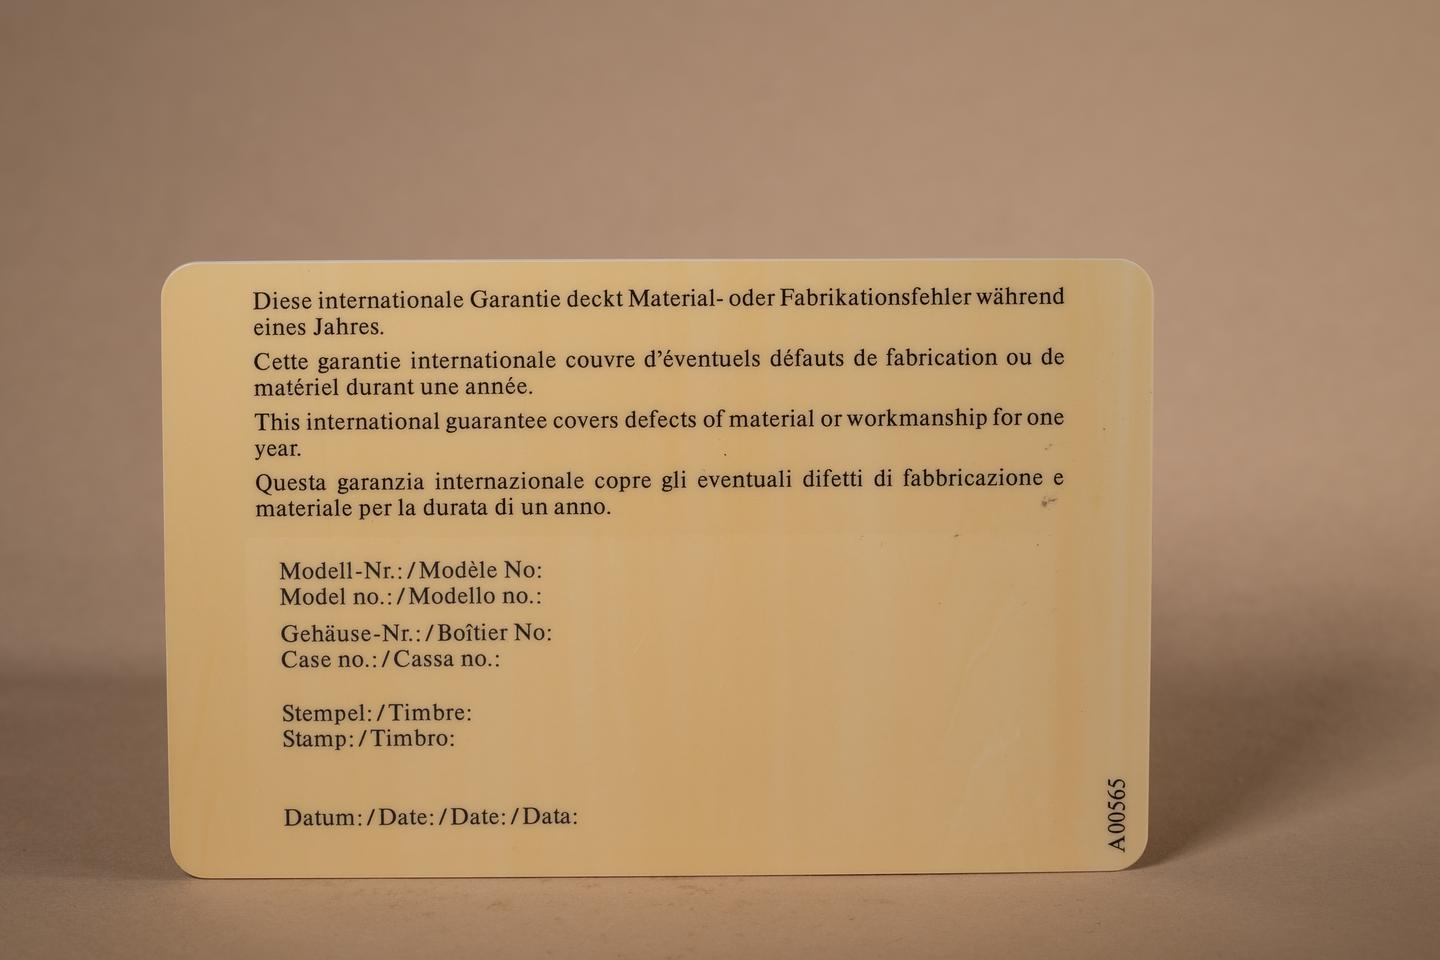 Diese internationale Garantie deckt Material- oder Fabrikationsfehler während
eines Jahres.
Cette garantie internationale couvre d’éventuels défauts de fabrication ou de
matériel durant une année.
This international guarantee covers defects of material or workmanship for one
year.
Questa garanzia internazionale copre gli eventuali difetti di fabbricazione e
materiale per la durata di un anno.
Modell-Nr.:/Modèle No:
Model no.:/Modello no.:
Gehäuse-Nr.:/Boîtier No:
Case no.:/Cassa no.:
Stempel:/Timbre:
Stamp:/Timbro:
Datum:/Date:/Date:/Data:
A00565